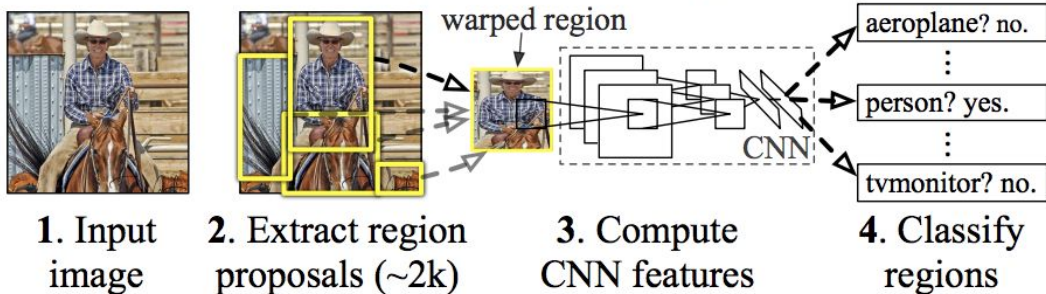 warped region
aeroplane? no.
person? yes.
CNN
tvmonitor? no.
1. Input
image
2. Extract region
proposals (~2k)
3. Compute
CNN features
4. Classify
regions